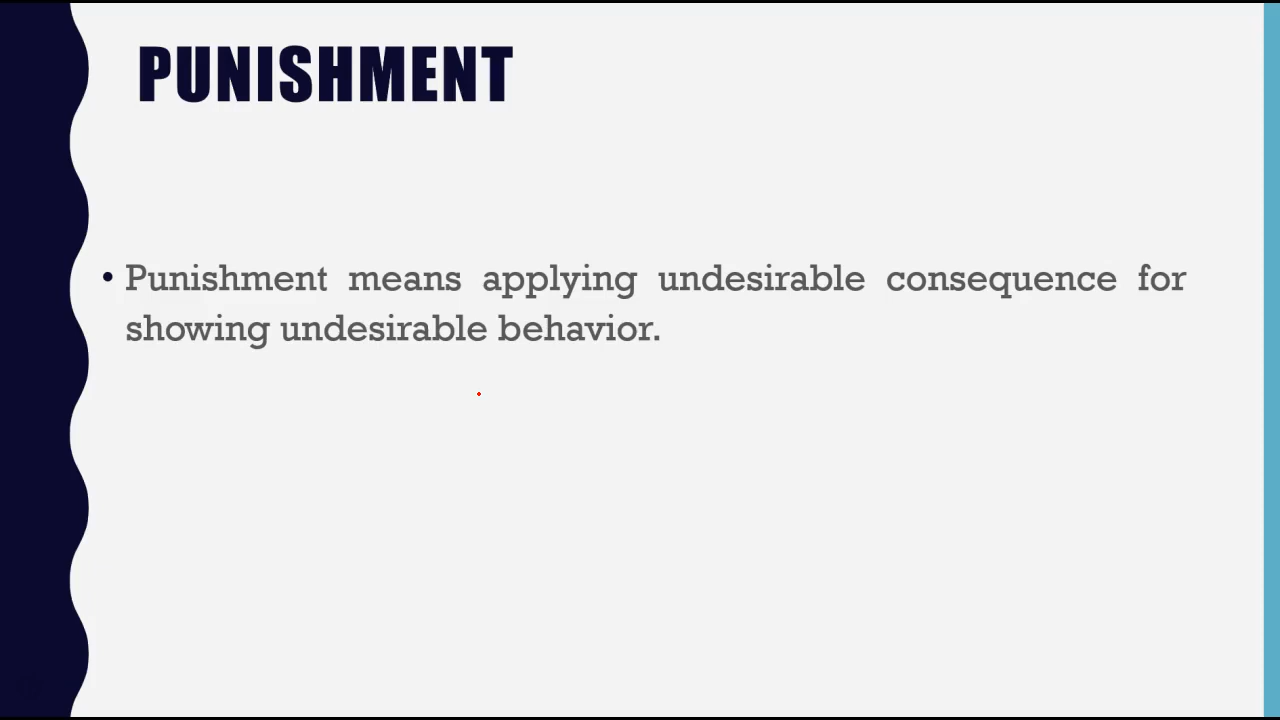 PUNISHMENT
• Punishment means applying undesirable consequence for
showing undesirable behavior.